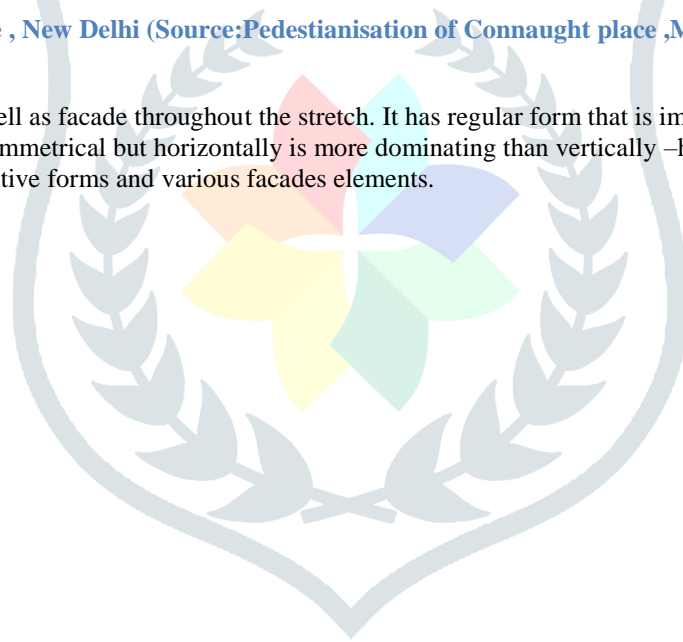 , New Delhi (Source:Pedestianisation of Connaught place ,M
ell as facade throughout the stretch. It has regular form that is im
mmetrical but horizontally is more dominating than vertically –h
tive forms and various facades elements.